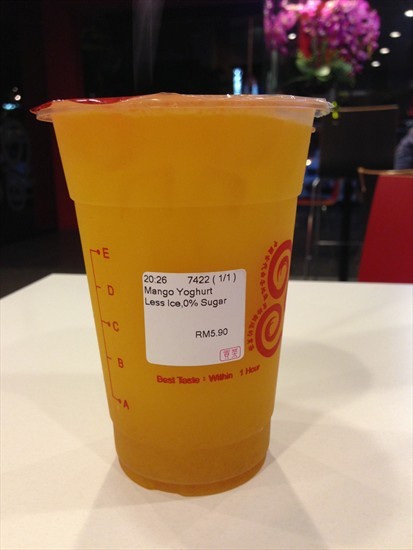 E
D
C
B
A
20:26 7422 ( 1/1 )
Mango Yoghurt
Less Ice,0% Sugar
RM5.90
Best Taste : Within 1 Hour